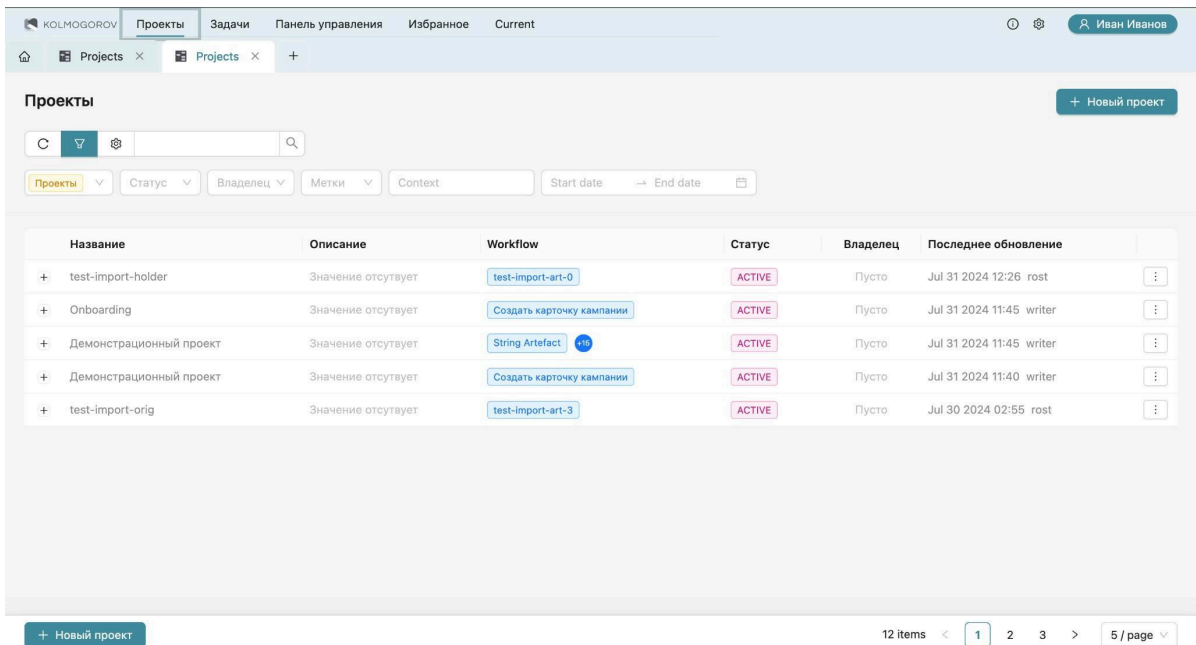 KOLMOGOROV Проекты Задачи Панель управления Избранное Current Иван Иванов
Projects Projects
Проекты + Новый проект
Проекты Статус Владелец Метки Context Start date → End date
Название Описание Workflow Статус Владелец Последнее обновление
+ test-import-holder Значение отсутвует test-import-art-0 ACTIVE Пусто Jul 31 2024 12:26 rost
+ Onboarding Значение отсутвует Создать карточку кампании ACTIVE Пусто Jul 31 2024 11:45 writer
+ Демонстрационный проект Значение отсутвует String Artefact +15 ACTIVE Пусто Jul 31 2024 11:45 writer
+ Демонстрационный проект Значение отсутвует Создать карточку кампании ACTIVE Пусто Jul 31 2024 11:40 writer
+ test-import-orig Значение отсутвует test-import-art-3 ACTIVE Пусто Jul 30 2024 02:55 rost
+ Новый проект 12 items < 1 2 3 > 5 / page